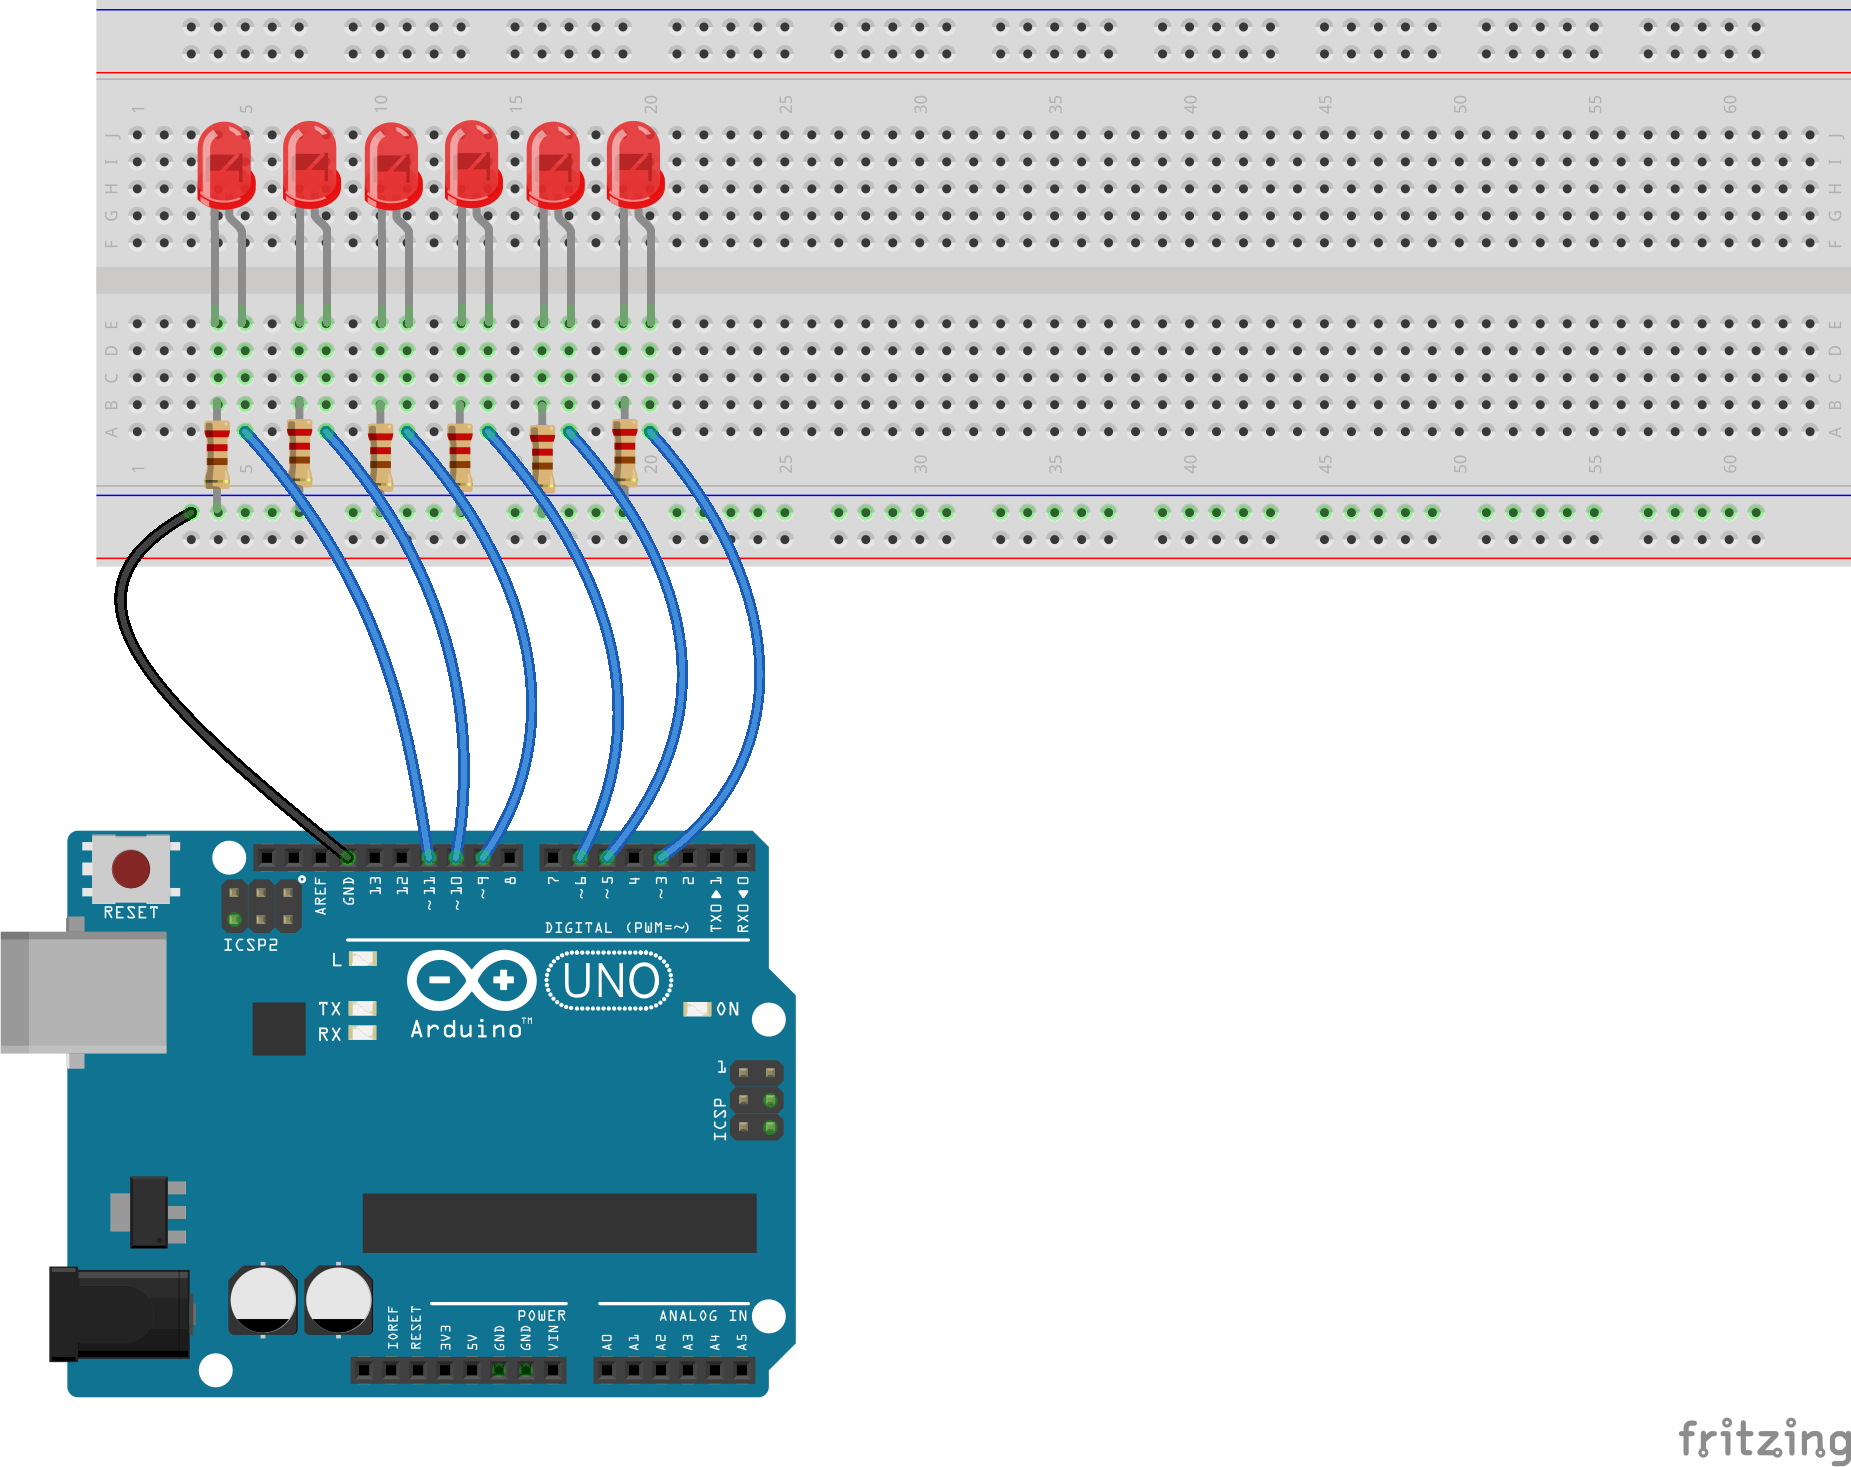 1 5 10 15 20 25 30 35 40 45 50 55 60
J J
I I
H H
G G
F F
E E
D D
C C
B B
A A
1 5 20 25 30 35 40 45 50 55 60
RESET
ICSP2
AREF GND 13 12 ~11 ~10 ~9 8 7 ~6 ~5 4 ~3 2 TX0▶1 RX0◀0
DIGITAL (PWM=~)
L
TX
RX
Arduino™
UNO
ON
1
ICSP
POWER
ANALOG IN
IOREF RESET 3V3 5V GND GND VIN A0 A1 A2 A3 A4 A5
fritzing